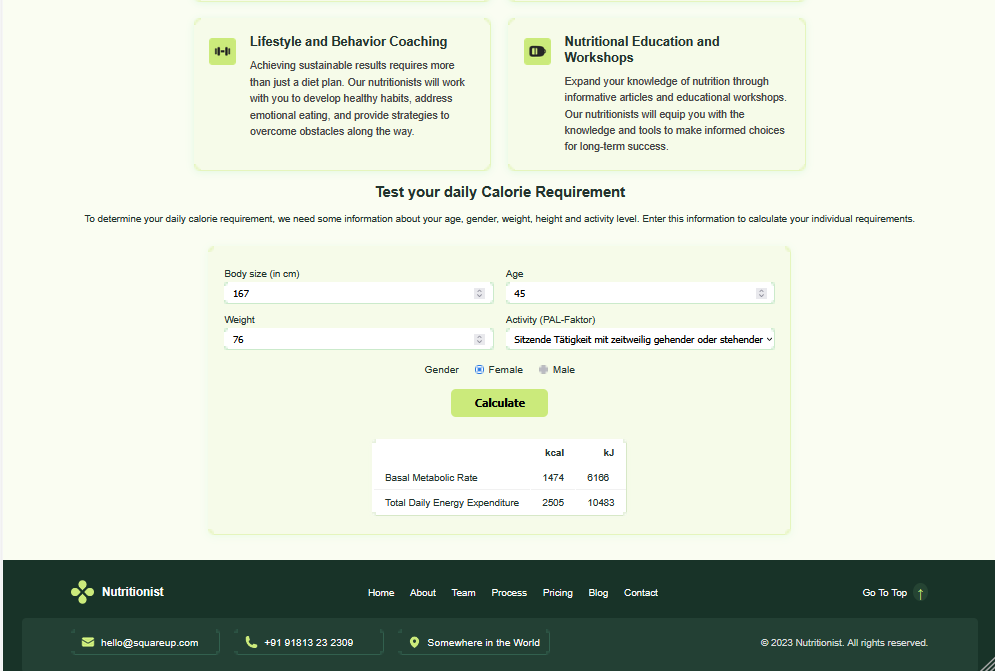 Lifestyle and Behavior Coaching
Achieving sustainable results requires more
than just a diet plan. Our nutritionists will work
with you to develop healthy habits, address
emotional eating, and provide strategies to
overcome obstacles along the way.
Nutritional Education and
Workshops
Expand your knowledge of nutrition through
informative articles and educational workshops.
Our nutritionists will equip you with the
knowledge and tools to make informed choices
for long-term success.
Test your daily Calorie Requirement
To determine your daily calorie requirement, we need some information about your age, gender, weight, height and activity level. Enter this information to calculate your individual requirements.
Body size (in cm)
167
Age
45
Weight
76
Activity (PAL-Faktor)
Sitzende Tätigkeit mit zeitweilig gehender oder stehender
Gender Female Male
Calculate
kcal kJ
Basal Metabolic Rate 1474 6166
Total Daily Energy Expenditure 2505 10483
Nutritionist
Home About Team Process Pricing Blog Contact
Go To Top
hello@squareup.com
+91 91813 23 2309
Somewhere in the World
© 2023 Nutritionist. All rights reserved.